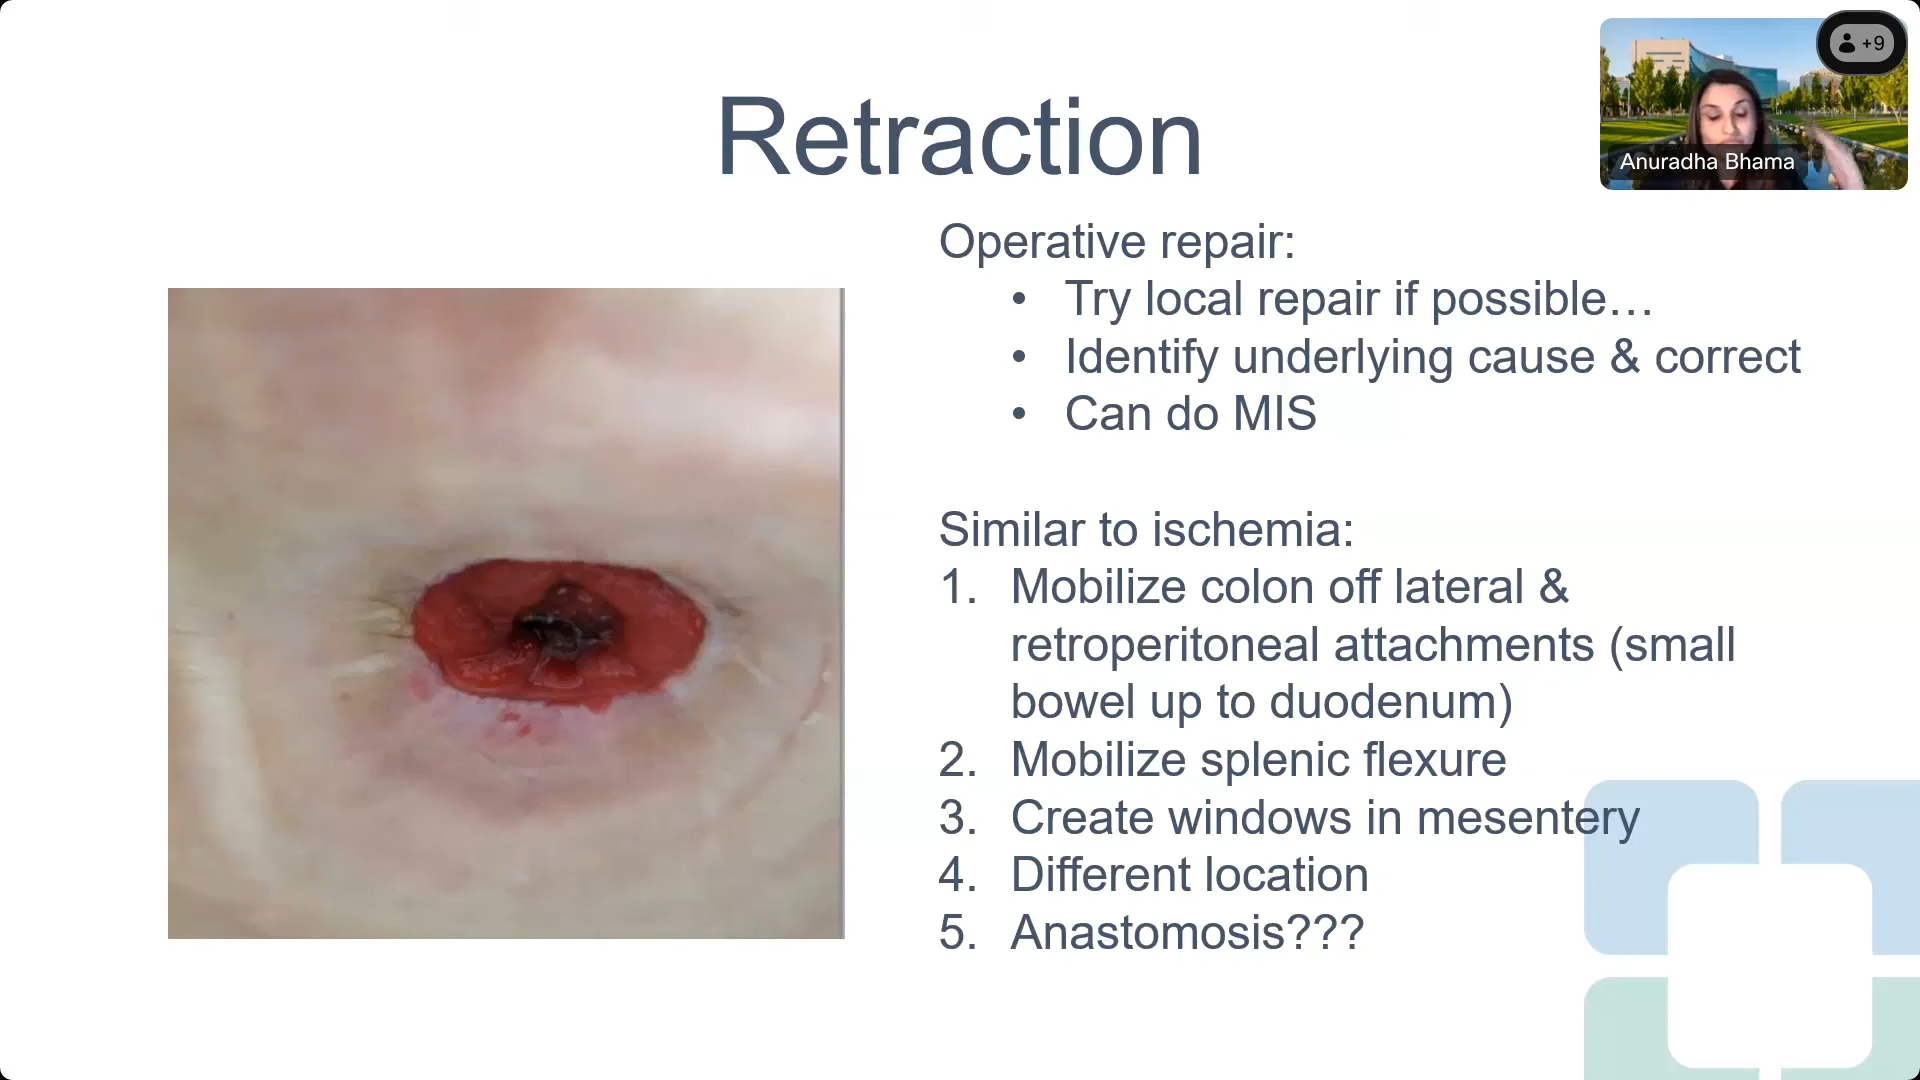 Retraction
+9
Anuradha Bhama
Operative repair:
• Try local repair if possible…
• Identify underlying cause & correct
• Can do MIS
Similar to ischemia:
1. Mobilize colon off lateral &
retroperitoneal attachments (small
bowel up to duodenum)
2. Mobilize splenic flexure
3. Create windows in mesentery
4. Different location
5. Anastomosis???